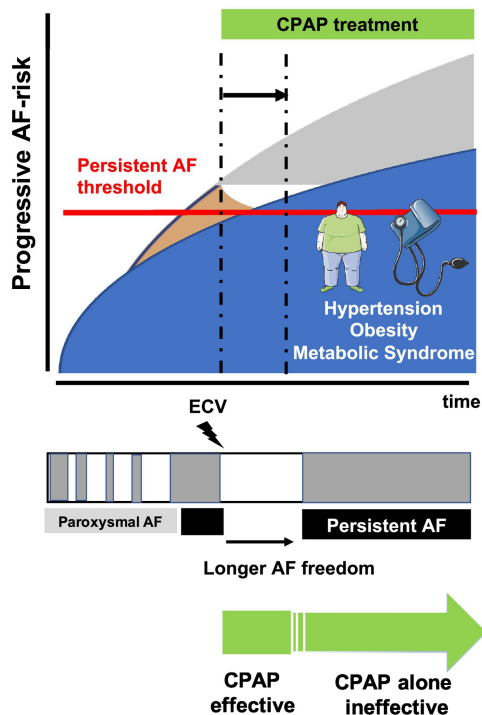 CPAP treatment
Progressive AF-risk
Persistent AF
threshold
Hypertension
Obesity
Metabolic Syndrome
time
ECV
Paroxysmal AF
Persistent AF
Longer AF freedom
CPAP
effective
CPAP alone
ineffective